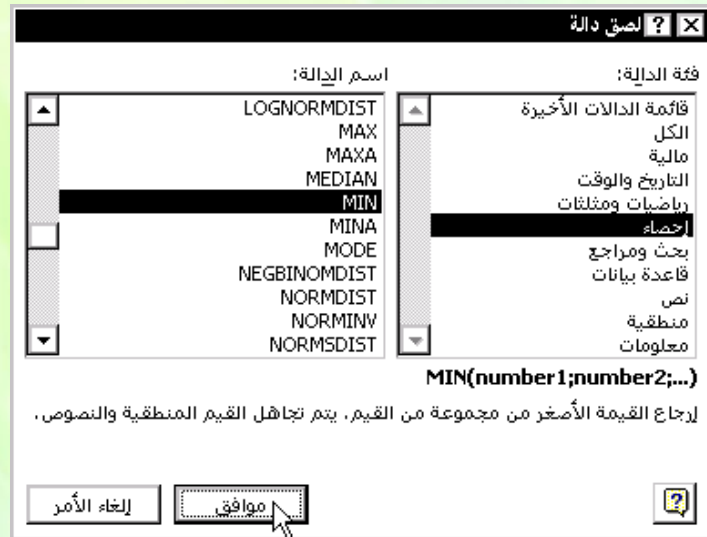 لصق دالة
فئة الدالة:
قائمة الدالات الأخيرة
الكل
مالية
التاريخ والوقت
رياضيات ومثلثات
إحصاء
بحث ومراجع
قاعدة بيانات
نص
منطقية
معلومات
اسم الدالة:
LOGNORMDIST
MAX
MAXA
MEDIAN
MIN
MINA
MODE
NEGBINOMDIST
NORMDIST
NORMINV
NORMSDIST
MIN(number1;number2;...)
إرجاع القيمة الأصغر من مجموعة من القيم. يتم تجاهل القيم المنطقية والنصوص.
موافق
إلغاء الأمر